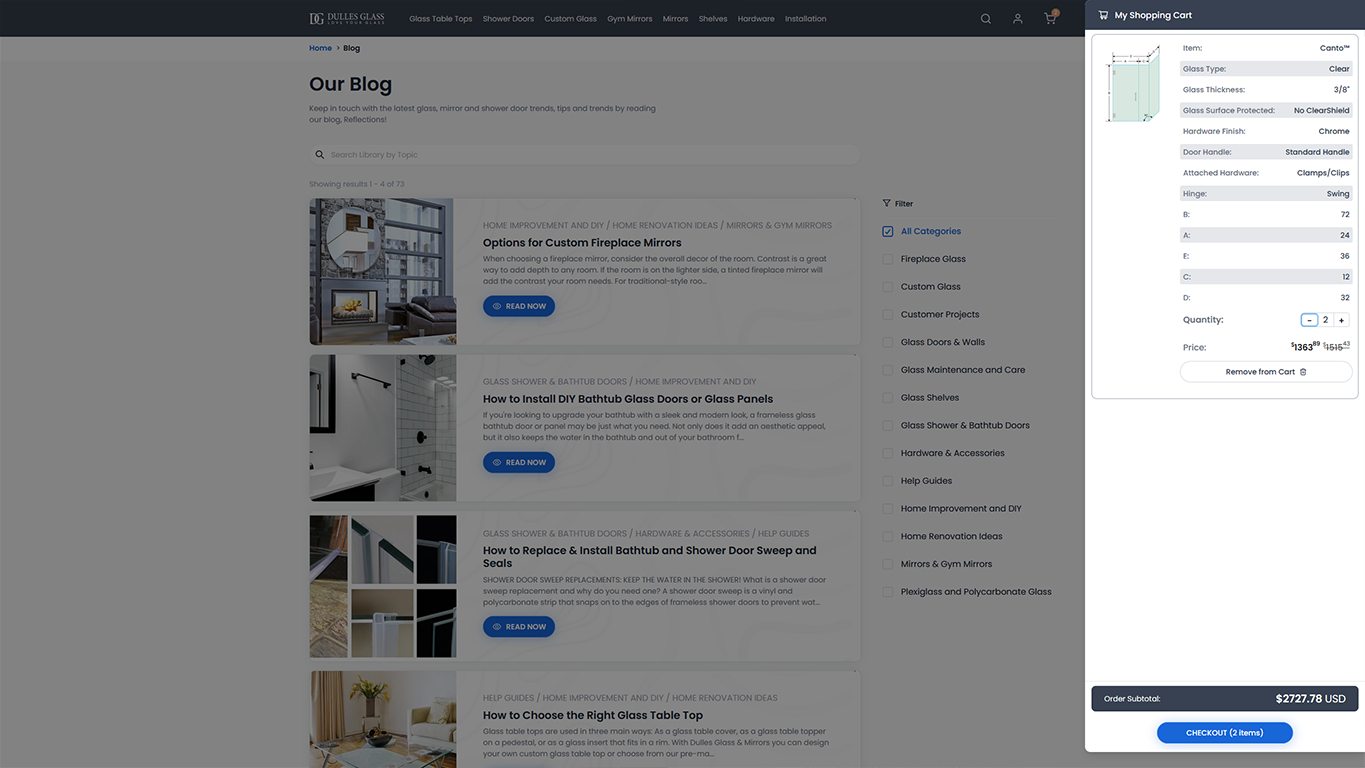 DG DULLES GLASS
LOVE YOUR GLASS
Glass Table Tops Shower Doors Custom Glass Gym Mirrors Mirrors Shelves Hardware Installation
Home > Blog
Our Blog
Keep in touch with the latest glass, mirror and shower door trends, tips and trends by reading
our blog, Reflections!
Search Library by Topic
Showing results 1 - 4 of 73
HOME IMPROVEMENT AND DIY / HOME RENOVATION IDEAS / MIRRORS & GYM MIRRORS
Options for Custom Fireplace Mirrors
When choosing a fireplace mirror, consider the overall decor of the room. Contrast is a great
way to add depth to any room. If the room is on the lighter side, a tinted fireplace mirror will
add the contrast your room needs. For traditional-style roo...
READ NOW
GLASS SHOWER & BATHTUB DOORS / HOME IMPROVEMENT AND DIY
How to Install DIY Bathtub Glass Doors or Glass Panels
If you're looking to upgrade your bathtub with a sleek and modern look, a frameless glass
bathtub door or panel may be just what you need. Not only does it add an aesthetic appeal,
but it also keeps the water in the bathtub and out of your bathroom f...
READ NOW
GLASS SHOWER & BATHTUB DOORS / HARDWARE & ACCESSORIES / HELP GUIDES
How to Replace & Install Bathtub and Shower Door Sweep and
Seals
SHOWER DOOR SWEEP REPLACEMENTS: KEEP THE WATER IN THE SHOWER! What is a shower door
sweep replacement and why do you need one? A shower door sweep is a vinyl and
polycarbonate strip that snaps on to the edges of frameless shower doors to prevent wat...
READ NOW
HELP GUIDES / HOME IMPROVEMENT AND DIY / HOME RENOVATION IDEAS
How to Choose the Right Glass Table Top
Glass table tops are used in three main ways: As a glass table cover, as a glass table topper
on a pedestal, or as a glass insert that fits in a rim. With Dulles Glass & Mirrors you can design
your own custom glass table top or choose from our pre-ma...
Filter
All Categories
Fireplace Glass
Custom Glass
Customer Projects
Glass Doors & Walls
Glass Maintenance and Care
Glass Shelves
Glass Shower & Bathtub Doors
Hardware & Accessories
Help Guides
Home Improvement and DIY
Home Renovation Ideas
Mirrors & Gym Mirrors
Plexiglass and Polycarbonate Glass
My Shopping Cart
Item: Canto™
Glass Type: Clear
Glass Thickness: 3/8"
Glass Surface Protected: No ClearShield
Hardware Finish: Chrome
Door Handle: Standard Handle
Attached Hardware: Clamps/Clips
Hinge: Swing
B: 72
A: 24
E: 36
C: 12
D: 32
Quantity: - 2 +
Price: $1363.89 $1515.43
Remove from Cart
Order Subtotal: $2727.78 USD
CHECKOUT (2 items)